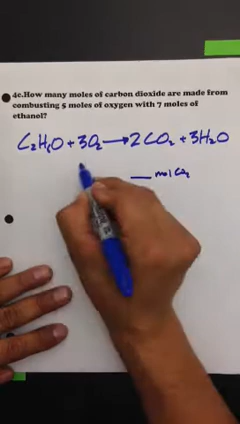 4c.How many moles of carbon dioxide are made from
combusting 5 moles of oxygen with 7 moles of
ethanol?
C₂H₆O + 3O₂ → 2CO₂ + 3H₂O
___ mol CO₂